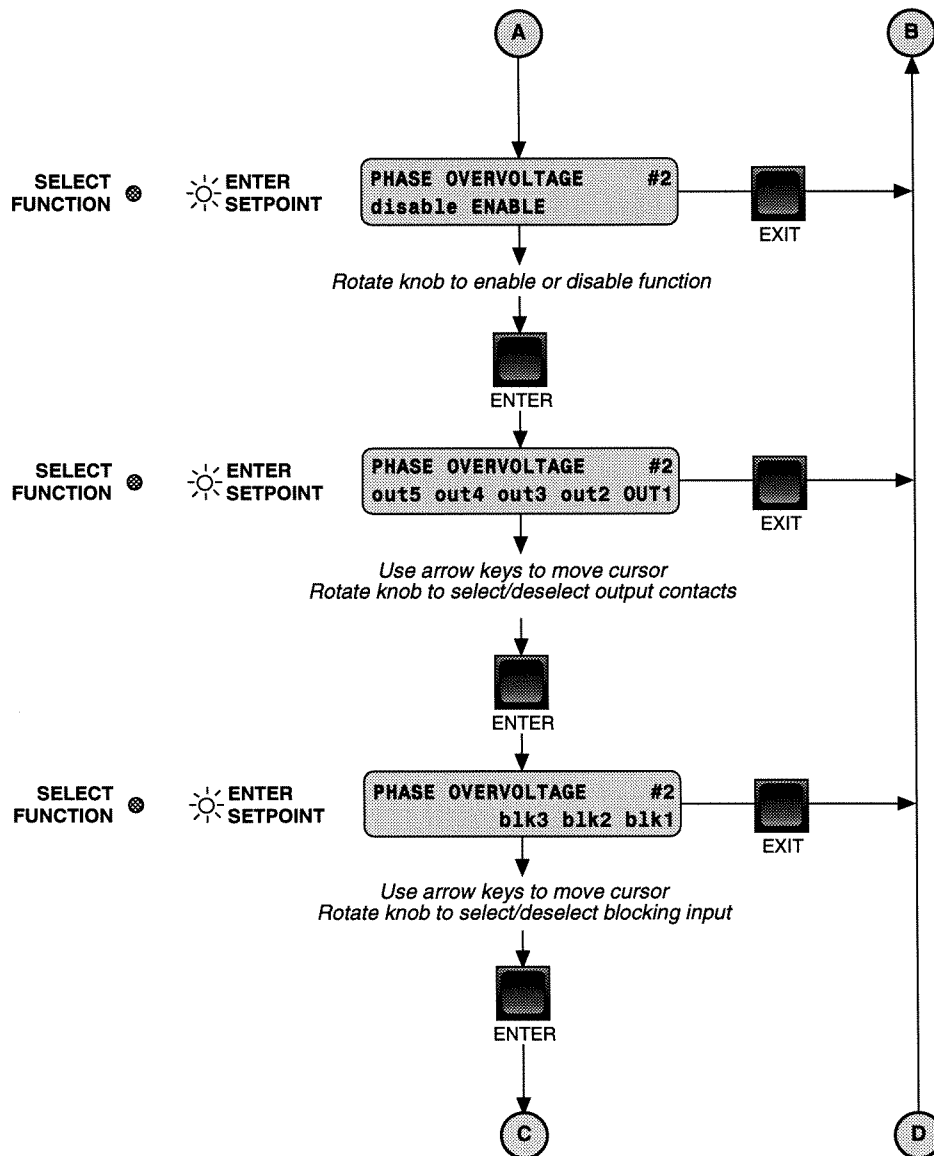 A
B
SELECT FUNCTION
ENTER SETPOINT
PHASE OVERVOLTAGE #2
disable ENABLE
EXIT
Rotate knob to enable or disable function
ENTER
SELECT FUNCTION
ENTER SETPOINT
PHASE OVERVOLTAGE #2
out5 out4 out3 out2 OUT1
EXIT
Use arrow keys to move cursor
Rotate knob to select/deselect output contacts
ENTER
SELECT FUNCTION
ENTER SETPOINT
PHASE OVERVOLTAGE #2
blk3 blk2 blk1
EXIT
Use arrow keys to move cursor
Rotate knob to select/deselect blocking input
ENTER
C
D